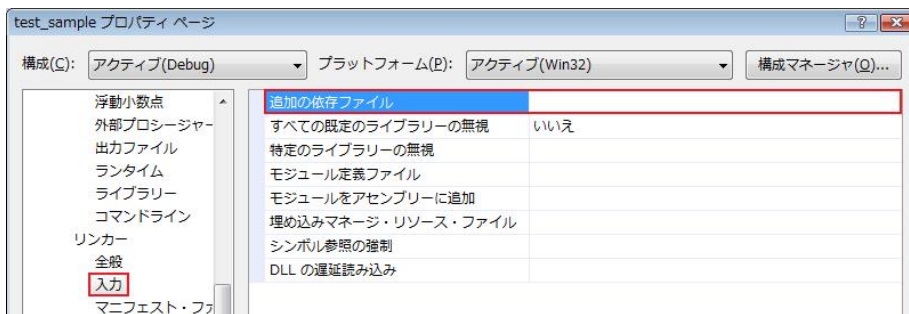 test_sample プロパティ ページ
構成(C): アクティブ(Debug) プラットフォーム(P): アクティブ(Win32) 構成マネージャ(O)...
浮動小数点
外部プロシージャー
出力ファイル
ランタイム
ライブラリー
コマンドライン
リンカー
全般
入力
マニフェスト・ファ
追加の依存ファイル
すべての既定のライブラリーの無視 いいえ
特定のライブラリーの無視
モジュール定義ファイル
モジュールをアセンブリーに追加
埋め込みマネージ・リソース・ファイル
シンボル参照の強制
DLL の遅延読み込み